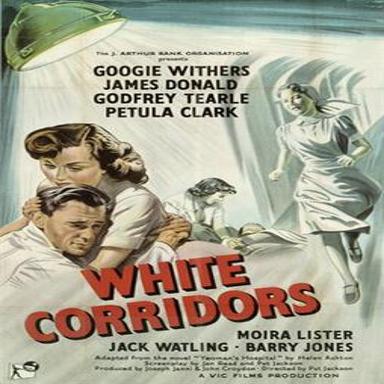 The J. ARTHUR RANK ORGANISATION
presents
GOOGIE WITHERS
JAMES DONALD
GODFREY TEARLE
PETULA CLARK
WHITE
CORRIDORS
MOIRA LISTER
JACK WATLING · BARRY JONES
Adapted from the novel "Yeoman's Hospital" by Helen Ashton
Screenplay by Jan Read and Pat Jackson
Produced by Joseph Janni & John Croydon · Directed by Pat Jackson
A VIC FILMS PRODUCTION